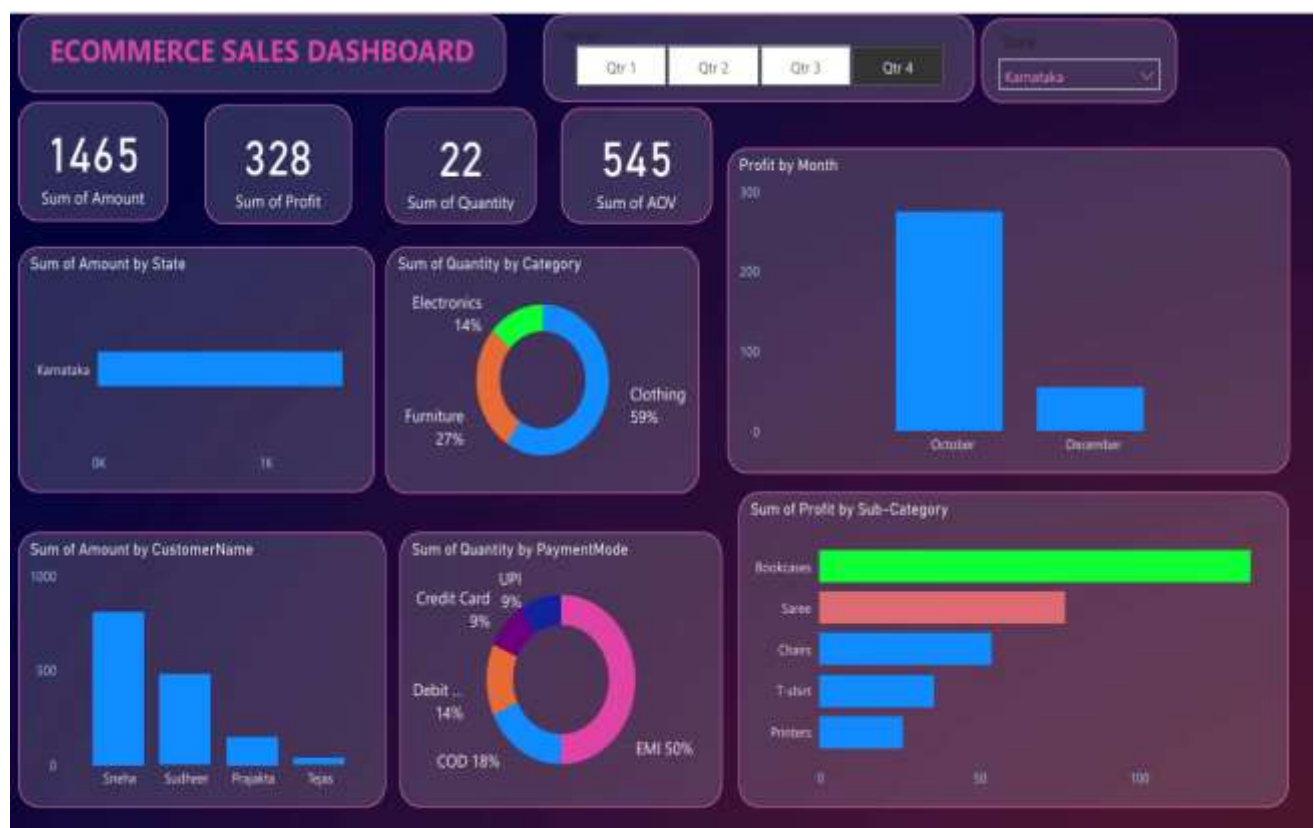 ECOMMERCE SALES DASHBOARD
Qtr 1
Qtr 2
Qtr 3
Qtr 4
Karnataka
1465
Sum of Amount
328
Sum of Profit
22
Sum of Quantity
545
Sum of AOV
Profit by Month
300
200
100
0
October
December
Sum of Amount by State
Karnataka
0K
1K
Sum of Quantity by Category
Electronics
14%
Furniture
27%
Clothing
59%
Sum of Amount by CustomerName
1000
500
0
Sneha
Sudheer
Prajakta
Tejas
Sum of Quantity by PaymentMode
UPI
9%
Credit Card
9%
Debit ...
14%
COD 18%
EMI 50%
Sum of Profit by Sub-Category
Bookcases
Saree
Chairs
T-shirt
Printers
0
50
100